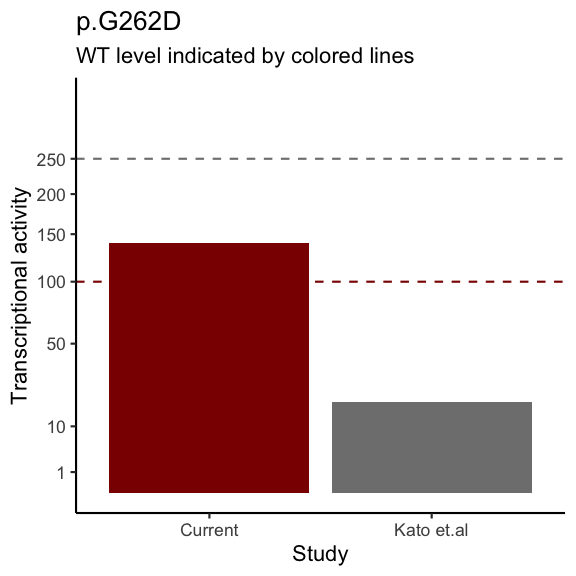 p.G262D
WT level indicated by colored lines
250
200
150
100
50
10
1
Transcriptional activity
Current
Kato et.al
Study